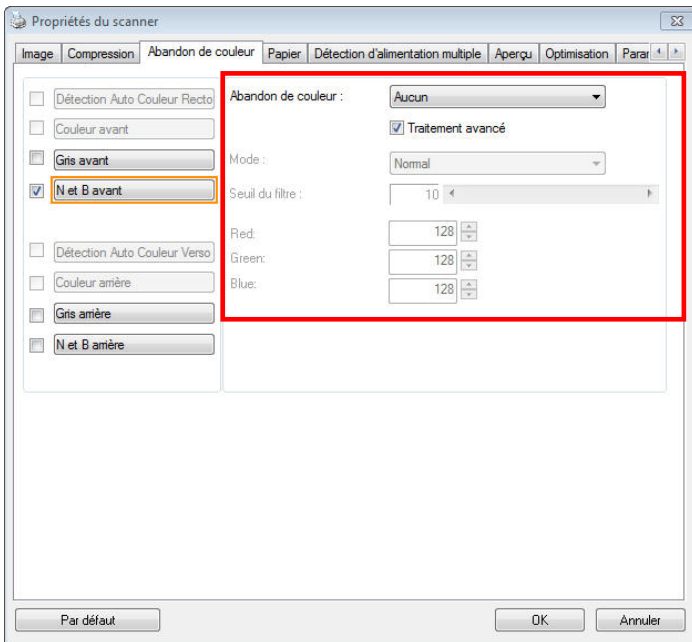 Propriétés du scanner
Image Compression Abandon de couleur Papier Détection d'alimentation multiple Aperçu Optimisation Parar
Détection Auto Couleur Recto
Couleur avant
Gris avant
N et B avant
Détection Auto Couleur Verso
Couleur arrière
Gris arrière
N et B arrière
Abandon de couleur : Aucun
Traitement avancé
Mode : Normal
Seuil du filtre : 10
Red: 128
Green: 128
Blue: 128
Par défaut OK Annuler